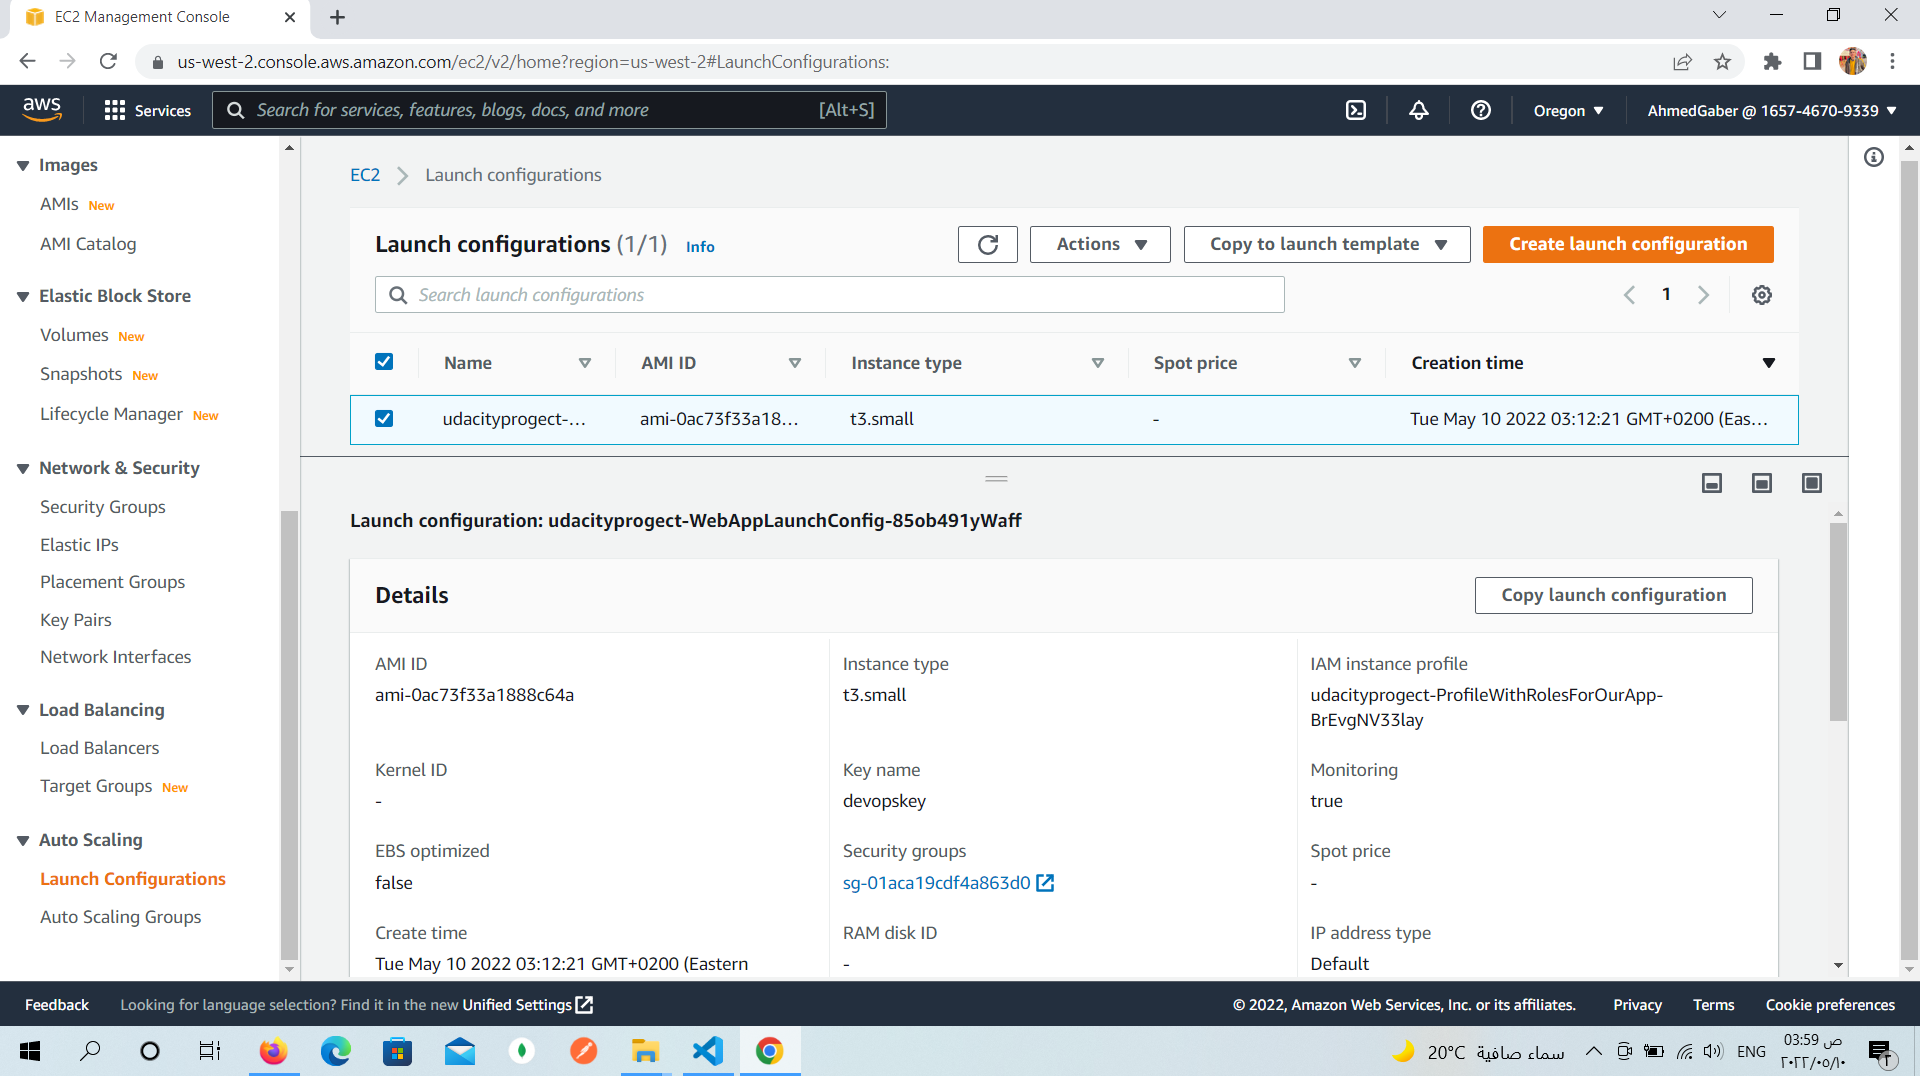 EC2 Management Console
us-west-2.console.aws.amazon.com/ec2/v2/home?region=us-west-2#LaunchConfigurations:
aws
Services
Search for services, features, blogs, docs, and more
[Alt+S]
Oregon
AhmedGaber @ 1657-4670-9339
Images
AMIs New
AMI Catalog
Elastic Block Store
Volumes New
Snapshots New
Lifecycle Manager New
Network & Security
Security Groups
Elastic IPs
Placement Groups
Key Pairs
Network Interfaces
Load Balancing
Load Balancers
Target Groups New
Auto Scaling
Launch Configurations
Auto Scaling Groups
EC2 > Launch configurations
Launch configurations (1/1) Info
Actions
Copy to launch template
Create launch configuration
Search launch configurations
1
Name AMI ID Instance type Spot price Creation time
udacityprogect-... ami-0ac73f33a18... t3.small - Tue May 10 2022 03:12:21 GMT+0200 (Eas...
Launch configuration: udacityprogect-WebAppLaunchConfig-85ob491yWaff
Details
Copy launch configuration
AMI ID
ami-0ac73f33a1888c64a
Instance type
t3.small
IAM instance profile
udacityprogect-ProfileWithRolesForOurApp-
BrEvgNV33lay
Kernel ID
-
Key name
devopskey
Monitoring
true
EBS optimized
false
Security groups
sg-01aca19cdf4a863d0
Spot price
-
Create time
Tue May 10 2022 03:12:21 GMT+0200 (Eastern
RAM disk ID
-
IP address type
Default
Feedback
Looking for language selection? Find it in the new Unified Settings
© 2022, Amazon Web Services, Inc. or its affiliates.
Privacy
Terms
Cookie preferences
20°C سماء صافية
ENG
03:59 ص
٢٠٢٢/٠٥/١٠
٢